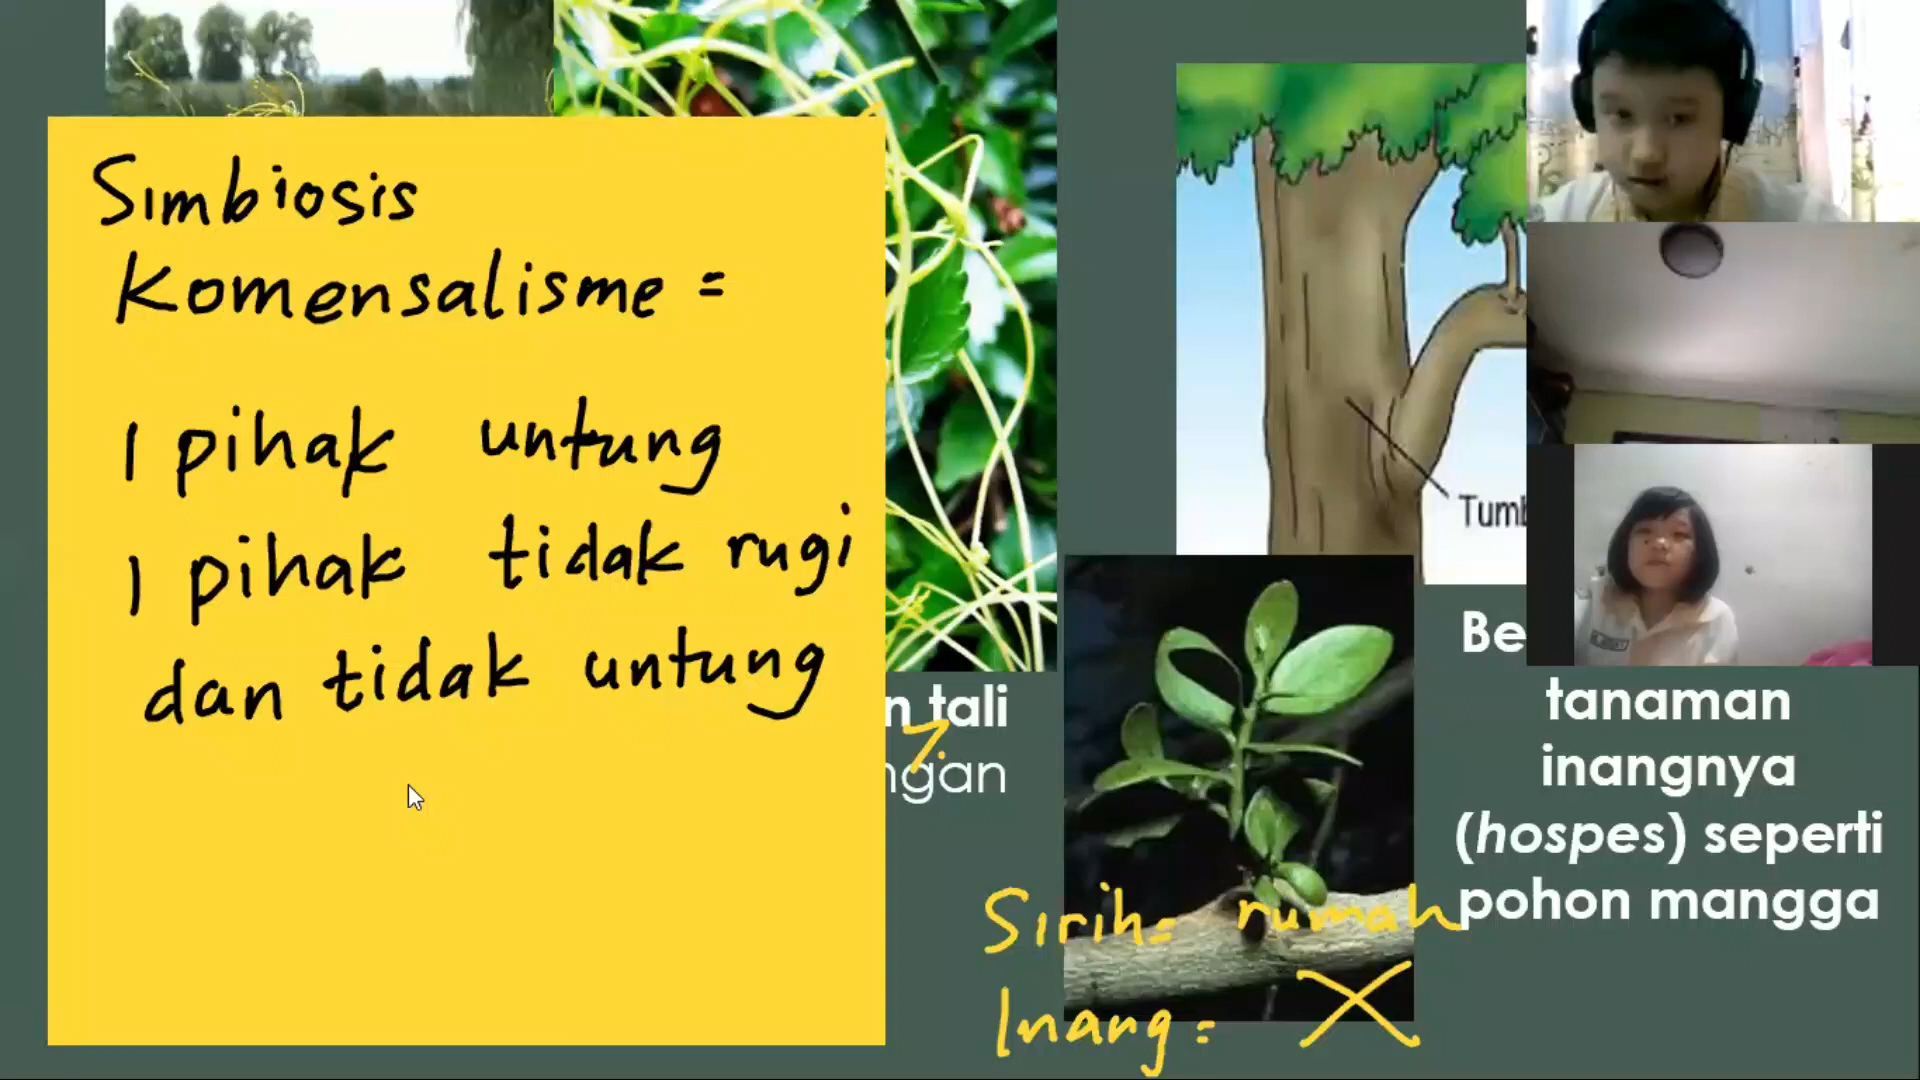 Simbiosis
Komensalisme =
1 pihak untung
1 pihak tidak rugi
dan tidak untung
n tali
ngan
Tumb
Be
tanaman
inangnya
(hospes) seperti
pohon mangga
Sirih = rumah
Inang = X